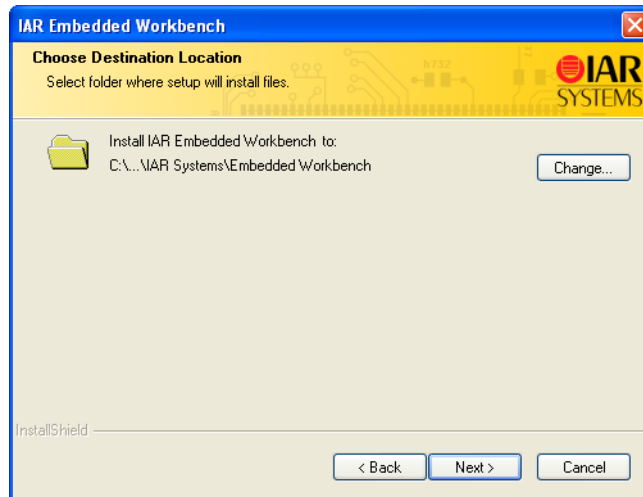 IAR Embedded Workbench
Choose Destination Location
Select folder where setup will install files.
h732
IAR
SYSTEMS
Install IAR Embedded Workbench to:
C:\...\IAR Systems\Embedded Workbench
Change...
InstallShield
< Back
Next >
Cancel